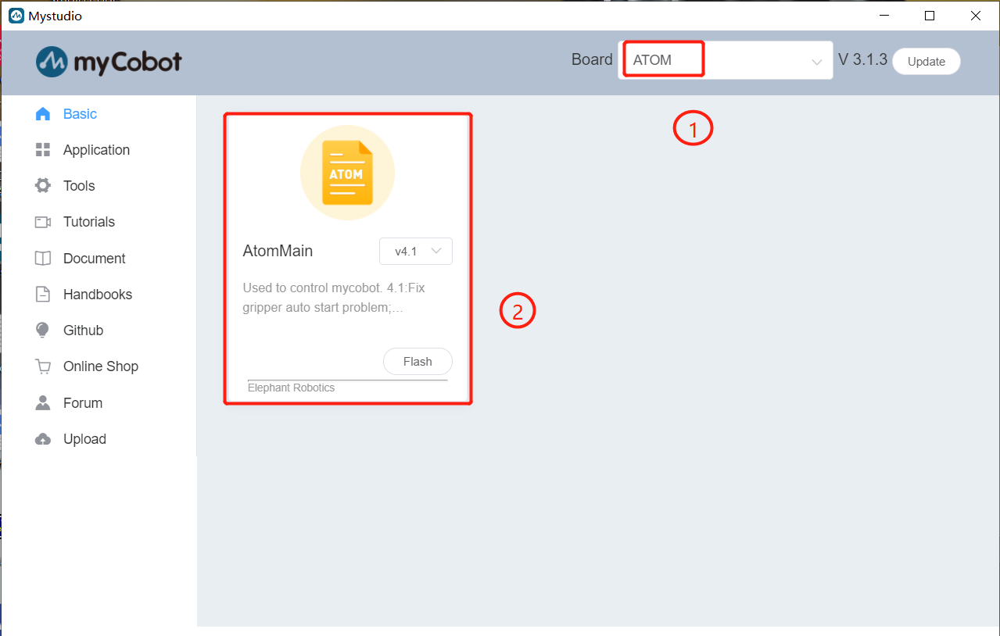 Mystudio
myCobot
Board ATOM V 3.1.3 Update
1
Basic
Application
Tools
Tutorials
Document
Handbooks
Github
Online Shop
Forum
Upload
ATOM
AtomMain v4.1
Used to control mycobot. 4.1:Fix
gripper auto start problem;...
Flash
Elephant Robotics
2